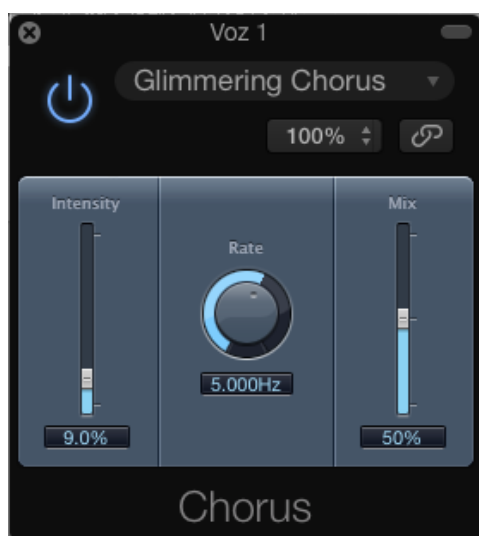 Voz 1
Glimmering Chorus
100%
Intensity
Rate
Mix
5.000Hz
9.0%
50%
Chorus